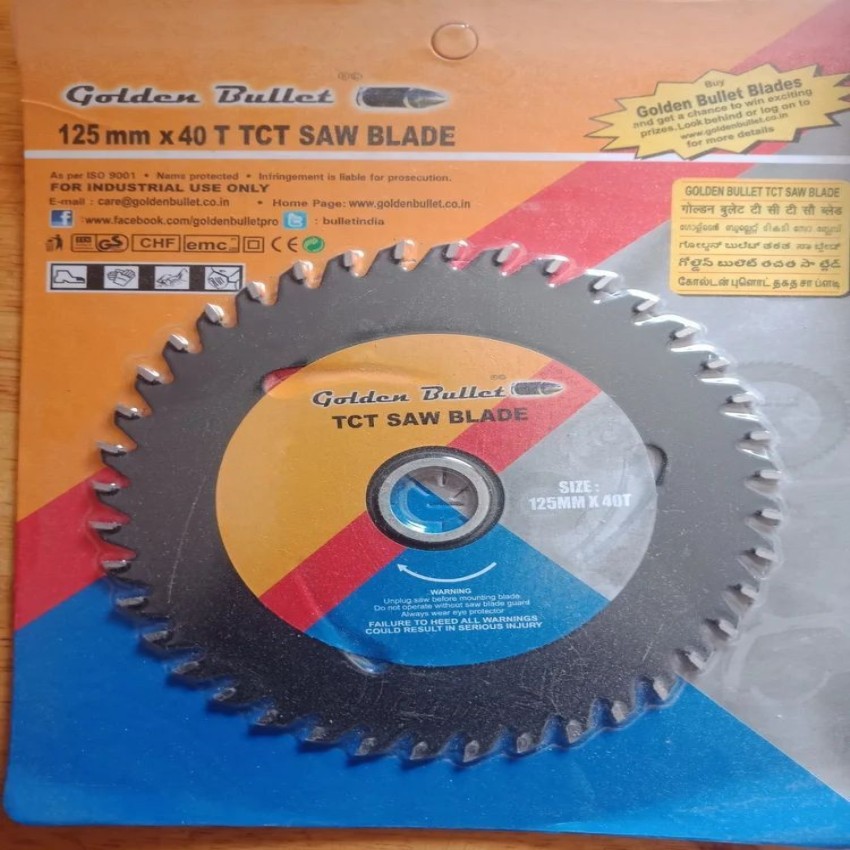 Golden Bullet
125 mm x 40 T TCT SAW BLADE
As per ISO 9001 • Name protected • Infringement is liable for prosecution.
FOR INDUSTRIAL USE ONLY
E-mail : care@goldenbullet.co.in • Home Page: www.goldenbullet.co.in
f :www.facebook.com/goldenbulletpro t : bulletindia
GS CHF emc CE
Buy
Golden Bullet Blades
and get a chance to win exciting
prizes. Look behind or log on to
www.goldenbullet.co.in
for more details
GOLDEN BULLET TCT SAW BLADE
गोल्डन बुलेट टी सी टी सौ ब्लेड
Golden Bullet
TCT SAW BLADE
SIZE :
125MM X 40T
WARNING
Unplug saw before mounting blade.
Do not operate without saw blade guard
Always wear eye protector
FAILURE TO HEED ALL WARNINGS
COULD RESULT IN SERIOUS INJURY